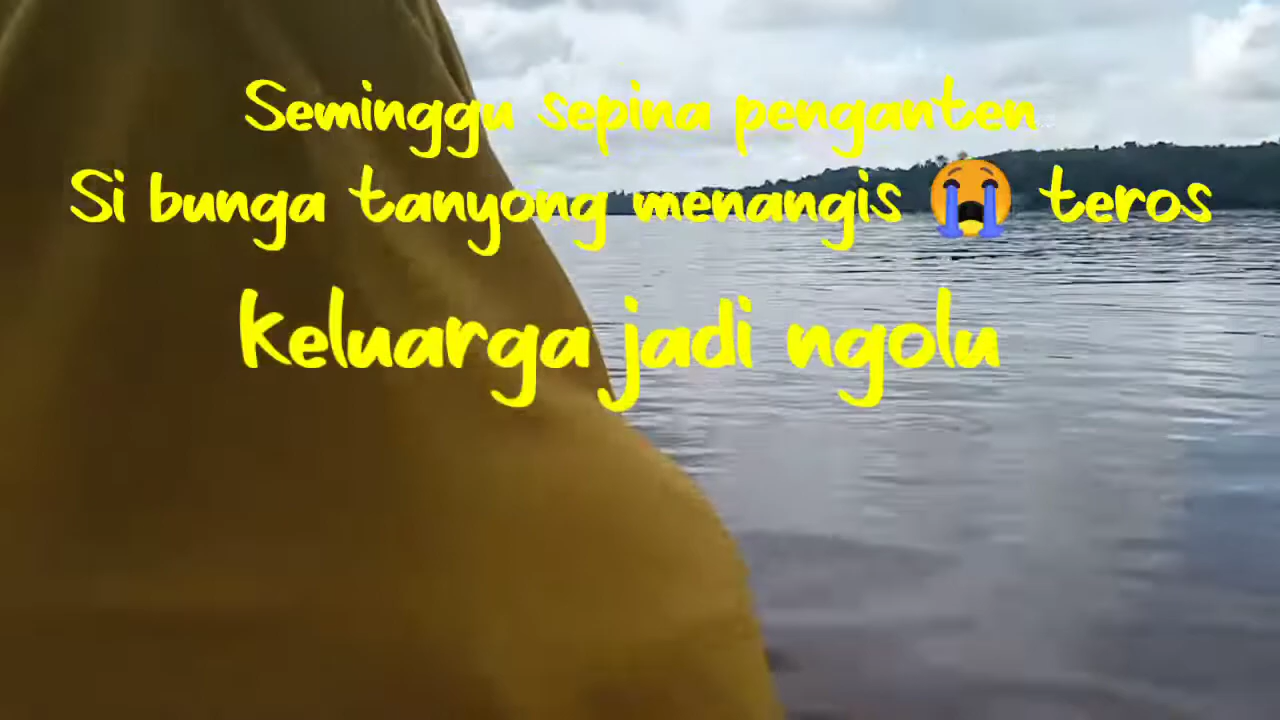 Seminggu sepina penganten...
Si bunga tanyong menangis 😭 teros
keluarga jadi ngolu